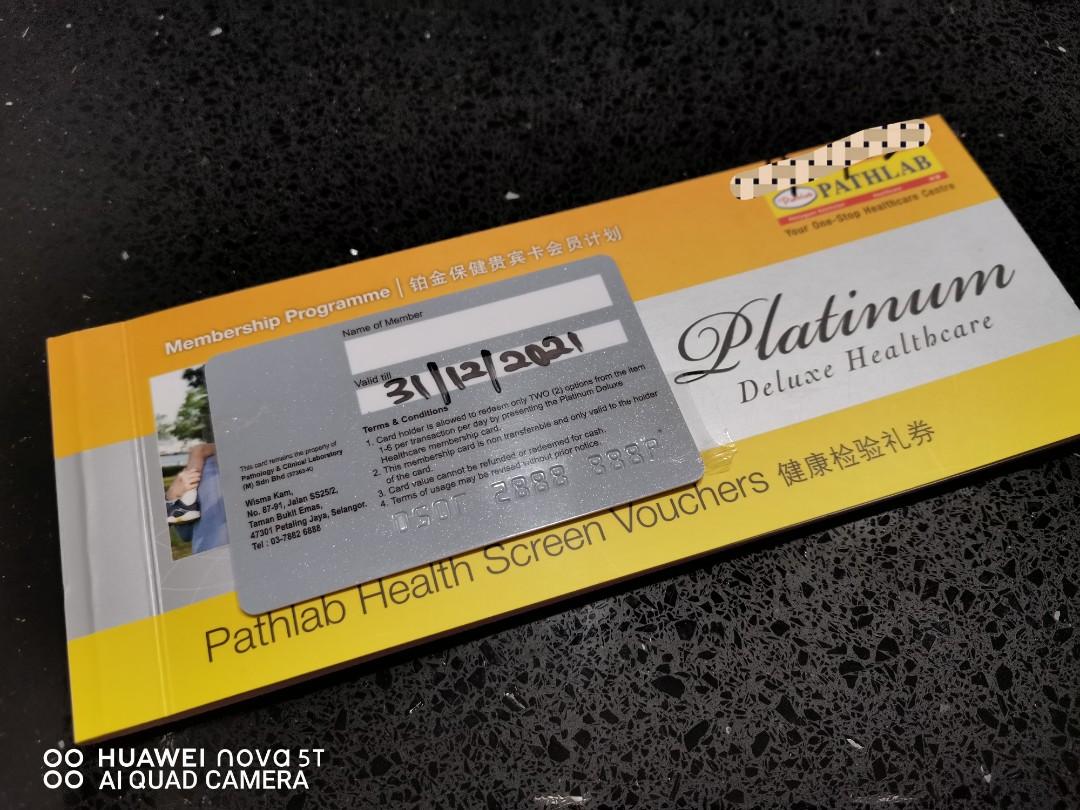 PATHLAB
Your One-Stop Healthcare Centre
Membership Programme | 铂金保健贵宾卡会员计划
Platinum
Deluxe Healthcare
Name of Member
Valid till
31/12/2021
Terms & Conditions
1. Card holder is allowed to redeem only TWO (2) options from the item
1-6 per transaction per day by presenting the Platinum Deluxe
Healthcare membership card.
2. This membership card is non transferable and only valid to the holder
of the card.
3. Card value cannot be refunded or redeemed for cash.
4. Terms of usage may be revised without prior notice.
This card remains the property of
Pathology & Clinical Laboratory
(M) Sdn Bhd
Wisma Kam,
No. 87-91, Jalan SS25/2,
Taman Bukit Emas,
47301 Petaling Jaya, Selangor.
Tel : 03-7882 6888
Pathlab Health Screen Vouchers 健康检验礼券
HUAWEI nova 5T
AI QUAD CAMERA